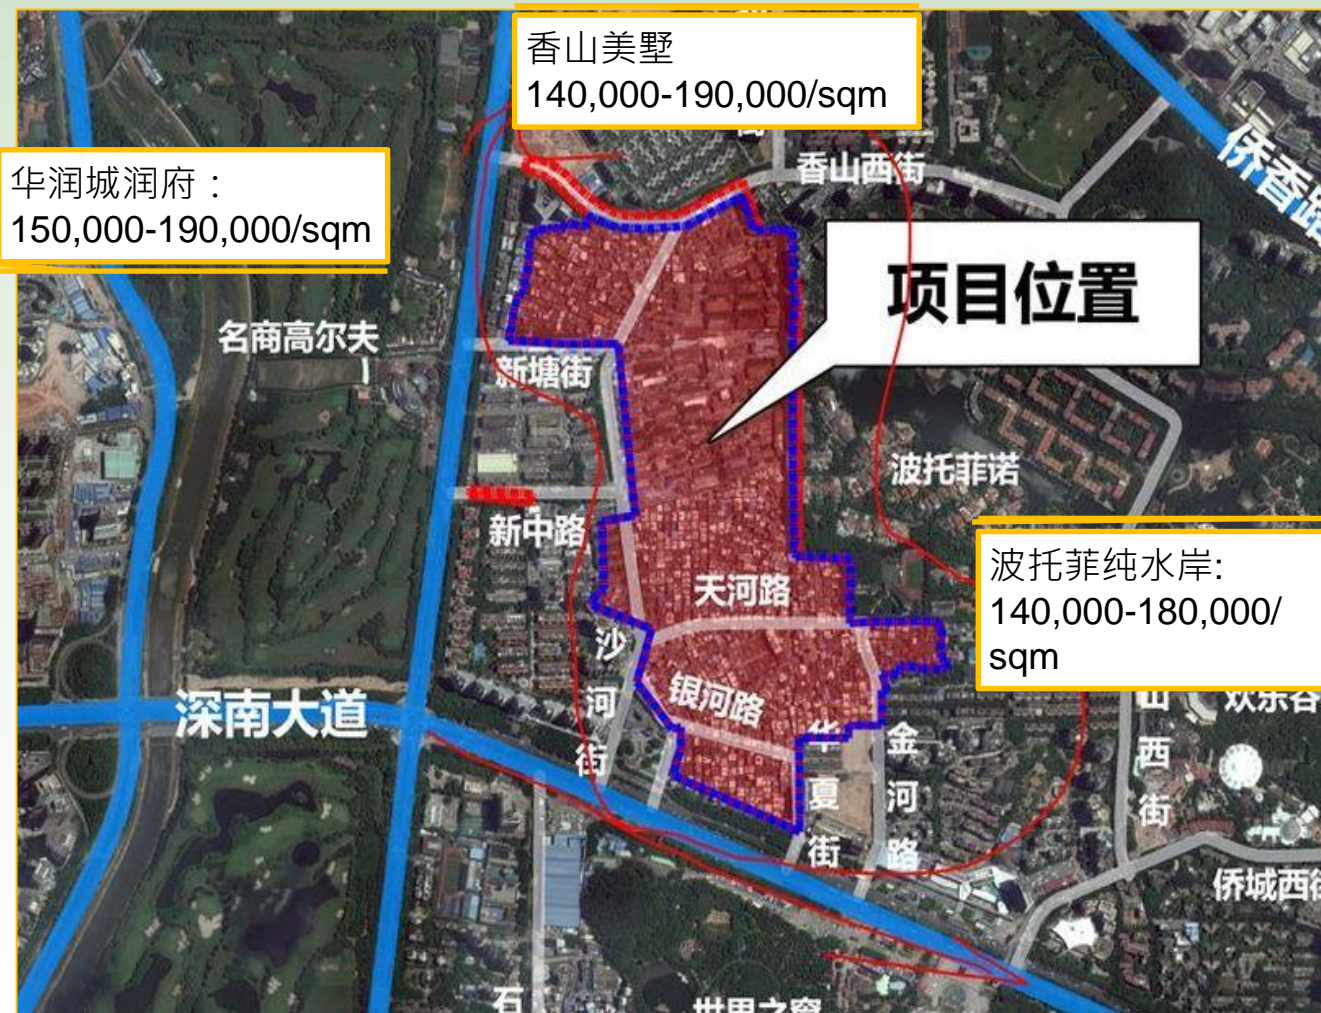 香山美墅
140,000-190,000/sqm
华润城润府：
150,000-190,000/sqm
香山西街
侨香路
项目位置
名商高尔夫
新塘街
波托菲诺
新中路
波托菲纯水岸:
140,000-180,000/
sqm
天河路
沙河街
银河路
深南大道
华夏街
金河路
山西街
欢乐谷
侨城西街
石
世界之窗